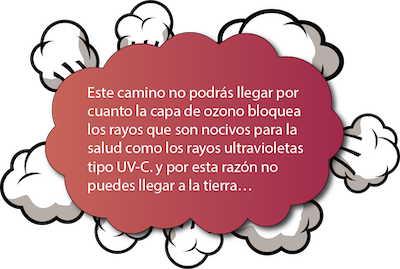 Este camino no podrás llegar por
cuanto la capa de ozono bloquea
los rayos que son nocivos para la
salud como los rayos ultravioletas
tipo UV-C. y por esta razón no
puedes llegar a la tierra…